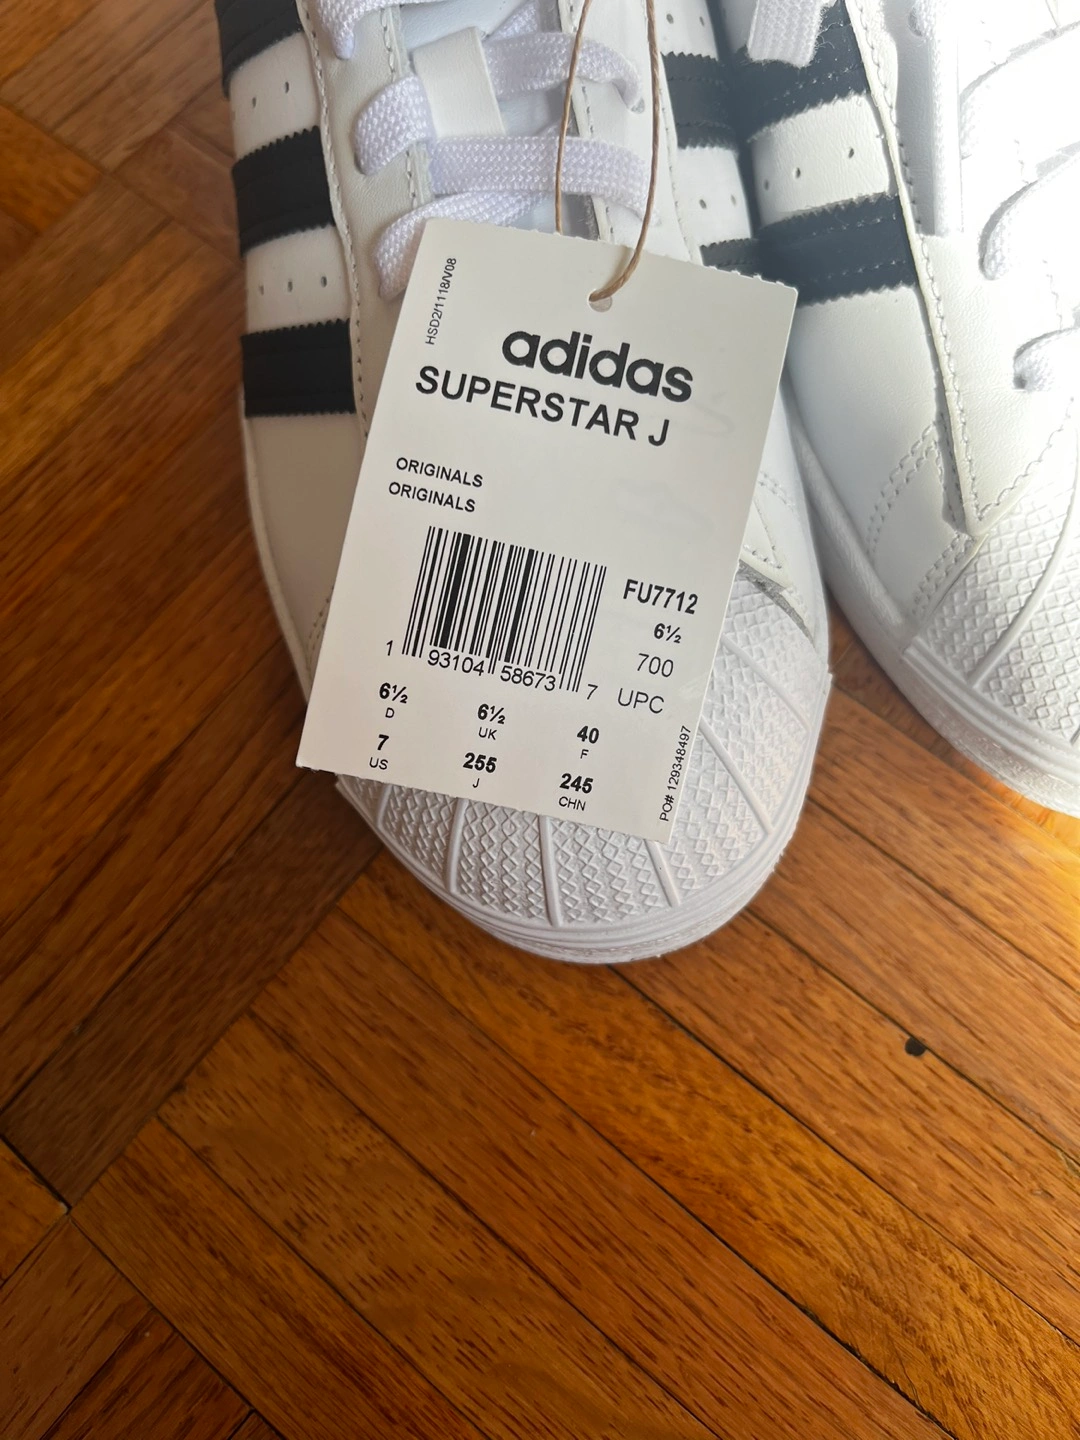 HSD2/1118/V08
adidas
SUPERSTAR J
ORIGINALS
ORIGINALS
FU7712
6½
700
UPC
1 93104 58673 7
6½ 6½ 40
D UK F
7 255 245
US J CHN
PO# 129348497